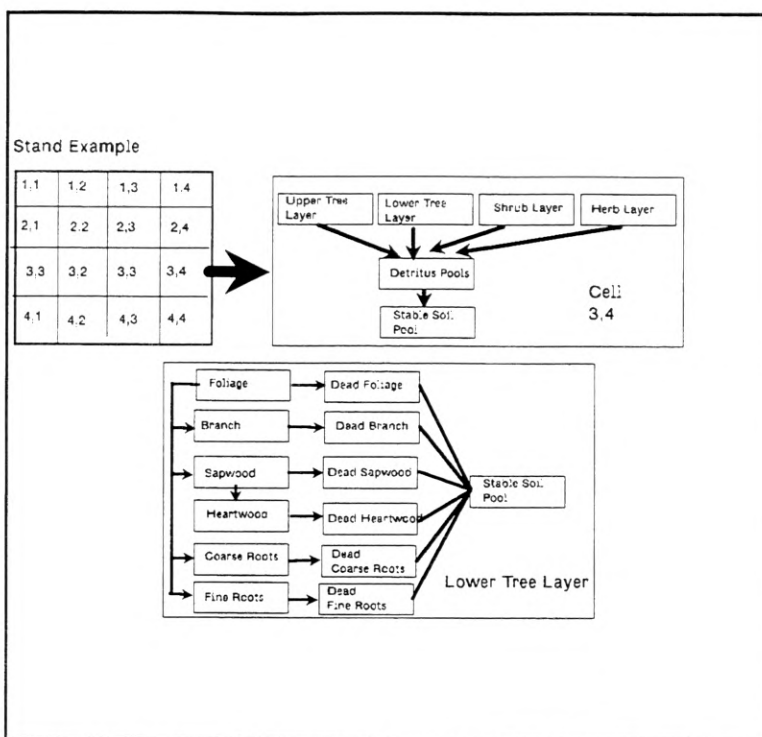 Stand Example
1,1 1,2 1,3 1,4
2,1 2,2 2,3 2,4
3,3 3,2 3,3 3,4
4,1 4,2 4,3 4,4
Upper Tree
Layer
Lower Tree
Layer
Shrub Layer
Herb Layer
Detritus Pools
Stable Soil
Pool
Cell
3,4
Foliage
Dead Foliage
Branch
Dead Branch
Sapwood
Dead Sapwood
Stable Soil
Pool
Heartwood
Dead Heartwood
Coarse Roots
Dead
Coarse Roots
Fine Roots
Dead
Fine Roots
Lower Tree Layer